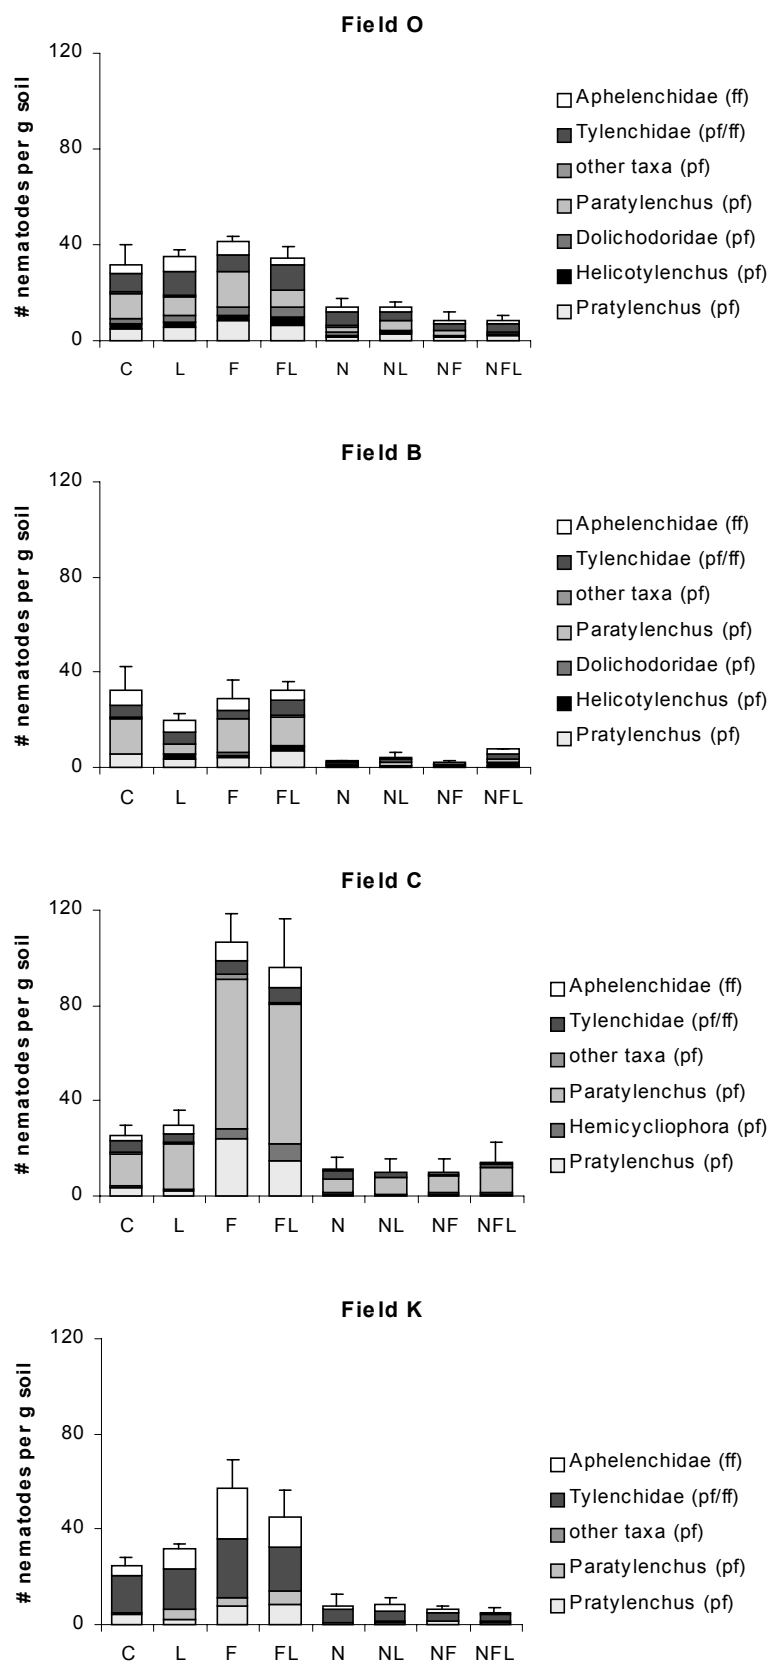 Field O
# nematodes per g soil
120
80
40
0
C L F FL N NL NF NFL
Aphelenchidae (ff)
Tylenchidae (pf/ff)
other taxa (pf)
Paratylenchus (pf)
Dolichodoridae (pf)
Helicotylenchus (pf)
Pratylenchus (pf)
Field B
# nematodes per g soil
120
80
40
0
C L F FL N NL NF NFL
Aphelenchidae (ff)
Tylenchidae (pf/ff)
other taxa (pf)
Paratylenchus (pf)
Dolichodoridae (pf)
Helicotylenchus (pf)
Pratylenchus (pf)
Field C
# nematodes per g soil
120
80
40
0
C L F FL N NL NF NFL
Aphelenchidae (ff)
Tylenchidae (pf/ff)
other taxa (pf)
Paratylenchus (pf)
Hemicycliophora (pf)
Pratylenchus (pf)
Field K
# nematodes per g soil
120
80
40
0
C L F FL N NL NF NFL
Aphelenchidae (ff)
Tylenchidae (pf/ff)
other taxa (pf)
Paratylenchus (pf)
Pratylenchus (pf)